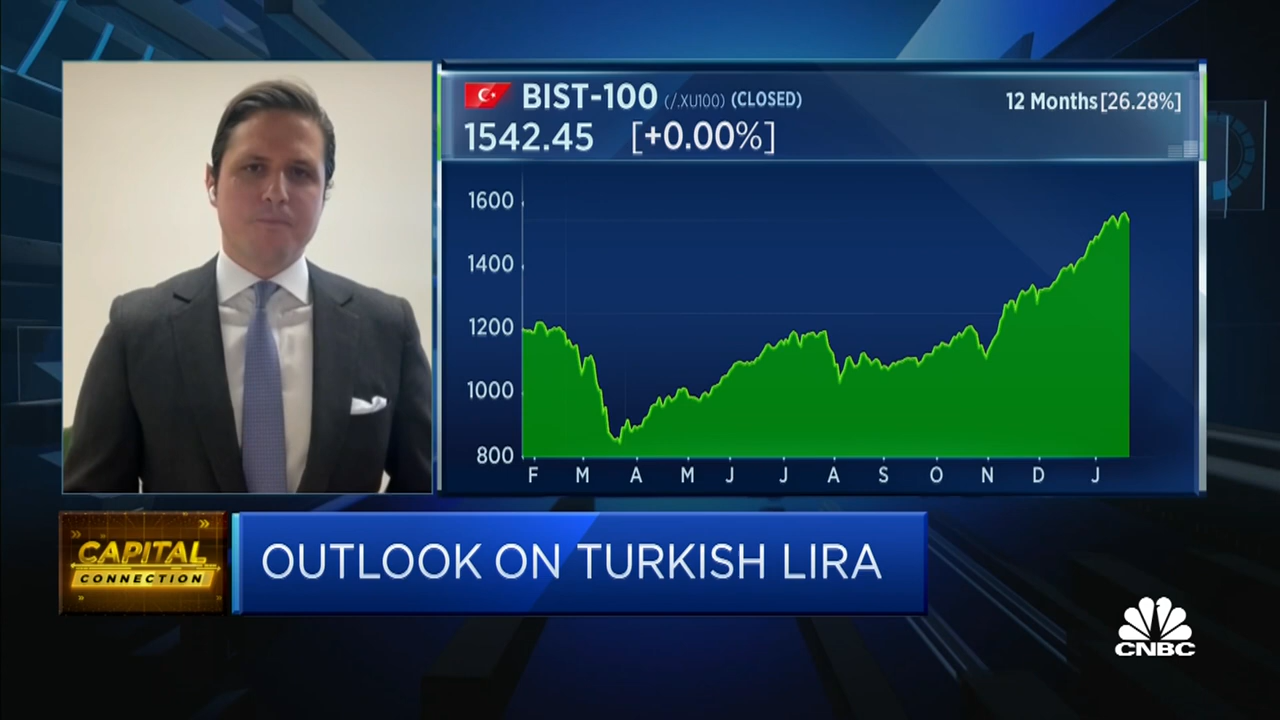 BIST-100 (/.XU100) (CLOSED)
12 Months[26.28%]
1542.45 [+0.00%]
1600
1400
1200
1000
800
F M A M J J A S O N D J
CAPITAL
CONNECTION
OUTLOOK ON TURKISH LIRA
CNBC